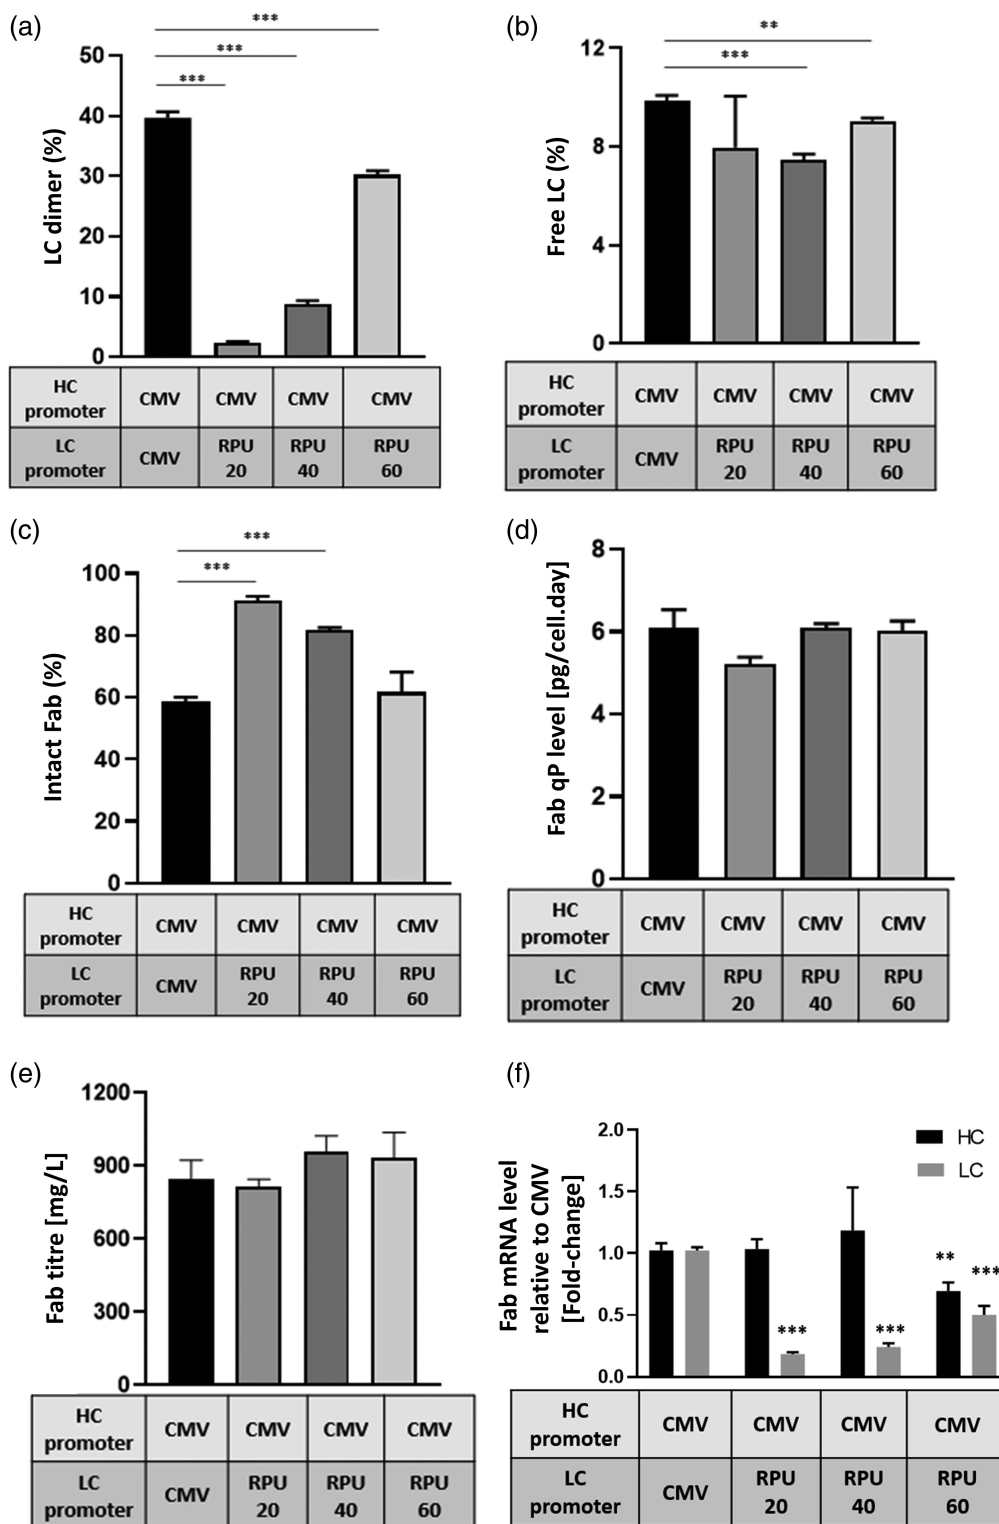 (a)
***
***
***
LC dimer (%)
50
40
30
20
10
0
HC promoter CMV CMV CMV CMV
LC promoter CMV RPU 20 RPU 40 RPU 60
(b)
**
***
Free LC (%)
12
8
4
0
HC promoter CMV CMV CMV CMV
LC promoter CMV RPU 20 RPU 40 RPU 60
(c)
***
***
Intact Fab (%)
100
80
60
40
20
0
HC promoter CMV CMV CMV CMV
LC promoter CMV RPU 20 RPU 40 RPU 60
(d)
Fab qP level [pg/cell.day]
8
6
4
2
0
HC promoter CMV CMV CMV CMV
LC promoter CMV RPU 20 RPU 40 RPU 60
(e)
Fab titre [mg/L]
1200
900
600
300
0
HC promoter CMV CMV CMV CMV
LC promoter CMV RPU 20 RPU 40 RPU 60
(f)
Fab mRNA level
relative to CMV
[Fold-change]
2.0
1.5
1.0
0.5
0.0
HC
LC
***
***
**
***
HC promoter CMV CMV CMV CMV
LC promoter CMV RPU 20 RPU 40 RPU 60